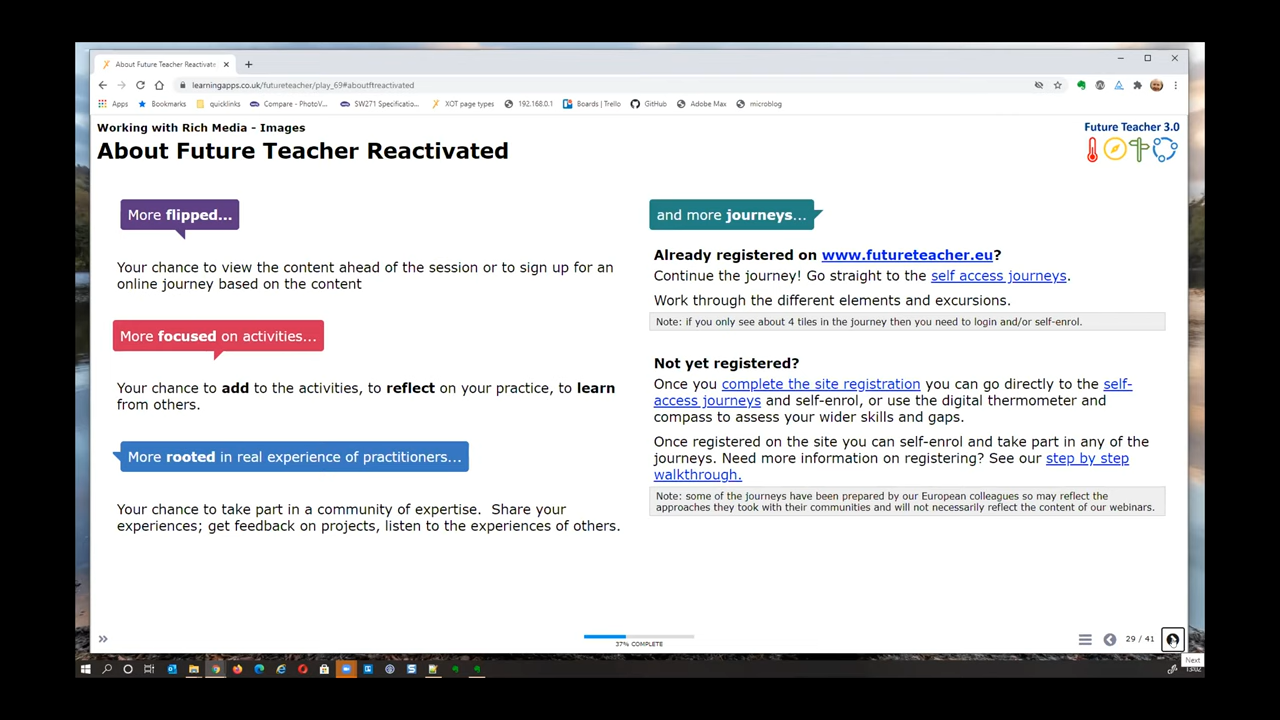 About Future Teacher Reactivate
learningapps.co.uk/futureteacher/play_69#aboutftreactivated
Apps
Bookmarks
quicklinks
Compare - PhotoV...
SW271 Specificatio...
XOT page types
192.168.0.1
Boards | Trello
GitHub
Adobe Max
microblog
Working with Rich Media - Images
About Future Teacher Reactivated
Future Teacher 3.0
More flipped...
Your chance to view the content ahead of the session or to sign up for an
online journey based on the content
More focused on activities...
Your chance to add to the activities, to reflect on your practice, to learn
from others.
More rooted in real experience of practitioners...
Your chance to take part in a community of expertise. Share your
experiences; get feedback on projects, listen to the experiences of others.
and more journeys...
Already registered on www.futureteacher.eu?
Continue the journey! Go straight to the self access journeys.
Work through the different elements and excursions.
Note: if you only see about 4 tiles in the journey then you need to login and/or self-enrol.
Not yet registered?
Once you complete the site registration you can go directly to the self-
access journeys and self-enrol, or use the digital thermometer and
compass to assess your wider skills and gaps.
Once registered on the site you can self-enrol and take part in any of the
journeys. Need more information on registering? See our step by step
walkthrough.
Note: some of the journeys have been prepared by our European colleagues so may reflect the
approaches they took with their communities and will not necessarily reflect the content of our webinars.
37% COMPLETE
29 / 41
Next